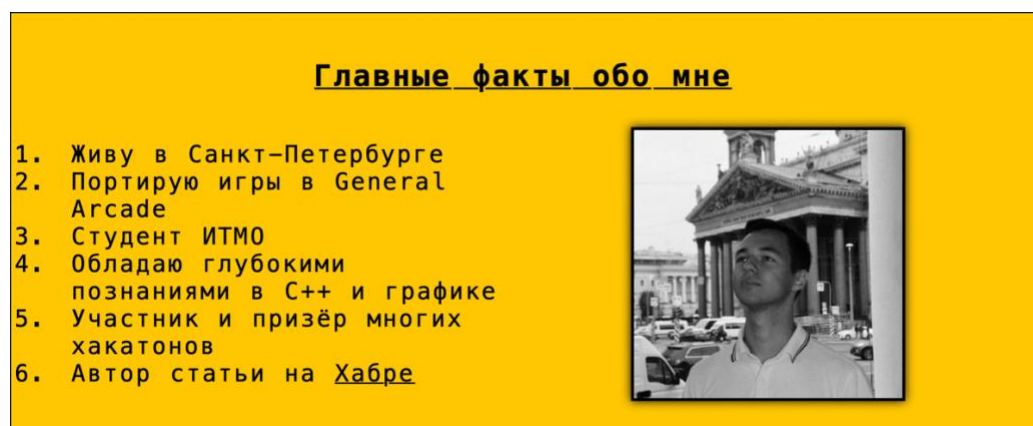 Главные факты обо мне
1. Живу в Санкт-Петербурге
2. Портирую игры в General
Arcade
3. Студент ИТМО
4. Обладаю глубокими
познаниями в C++ и графике
5. Участник и призёр многих
хакатонов
6. Автор статьи на Хабре